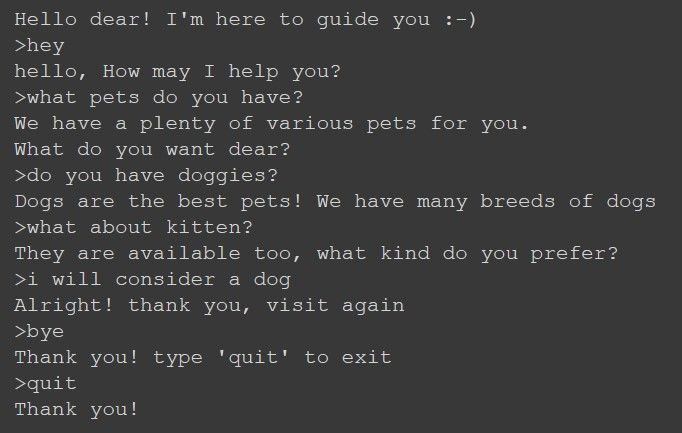 Hello dear! I'm here to guide you :-)
>hey
hello, How may I help you?
>what pets do you have?
We have a plenty of various pets for you.
What do you want dear?
>do you have doggies?
Dogs are the best pets! We have many breeds of dogs
>what about kitten?
They are available too, what kind do you prefer?
>i will consider a dog
Alright! thank you, visit again
>bye
Thank you! type 'quit' to exit
>quit
Thank you!